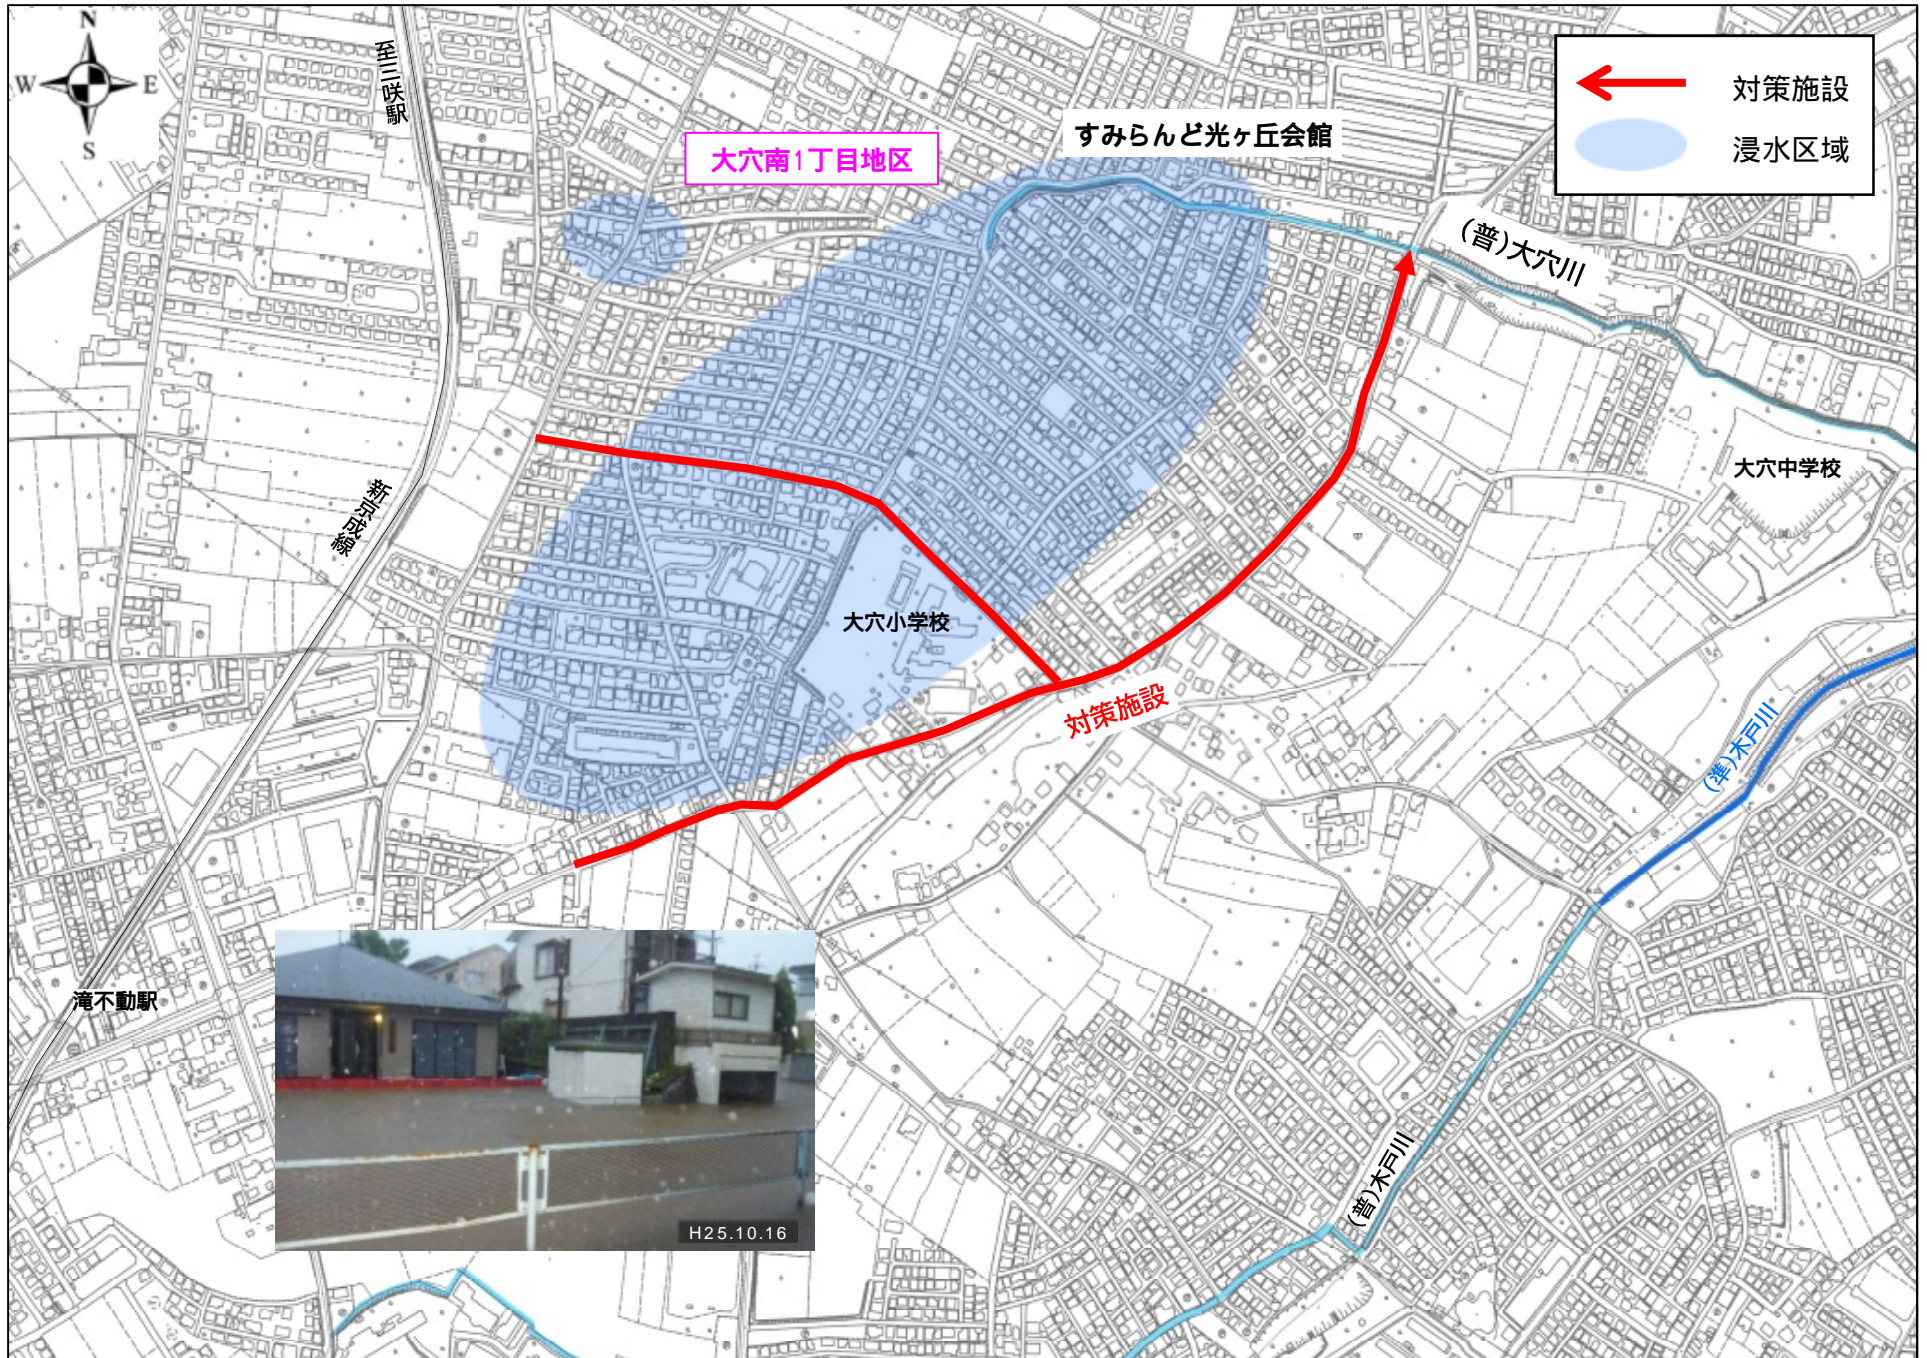 N
W
E
S
至三咲駅
対策施設
浸水区域
すみらんど光ヶ丘会館
大穴南1丁目地区
(普)大穴川
大穴中学校
新京成線
大穴小学校
対策施設
(準)木戸川
滝不動駅
(普)木戸川
H25.10.16